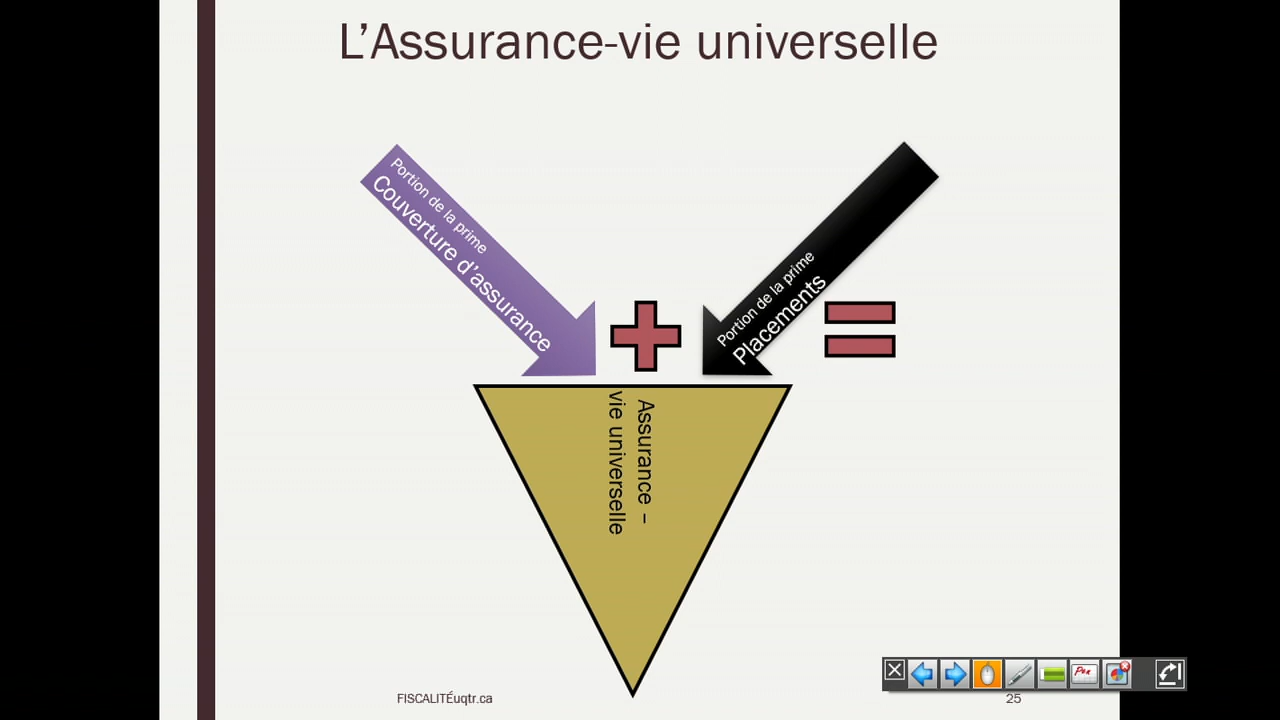 L’Assurance-vie universelle
Portion de la prime
Couverture d’assurance
Portion de la prime
Placements
Assurance –
vie universelle
FISCALITÉuqtr.ca
25
Pen